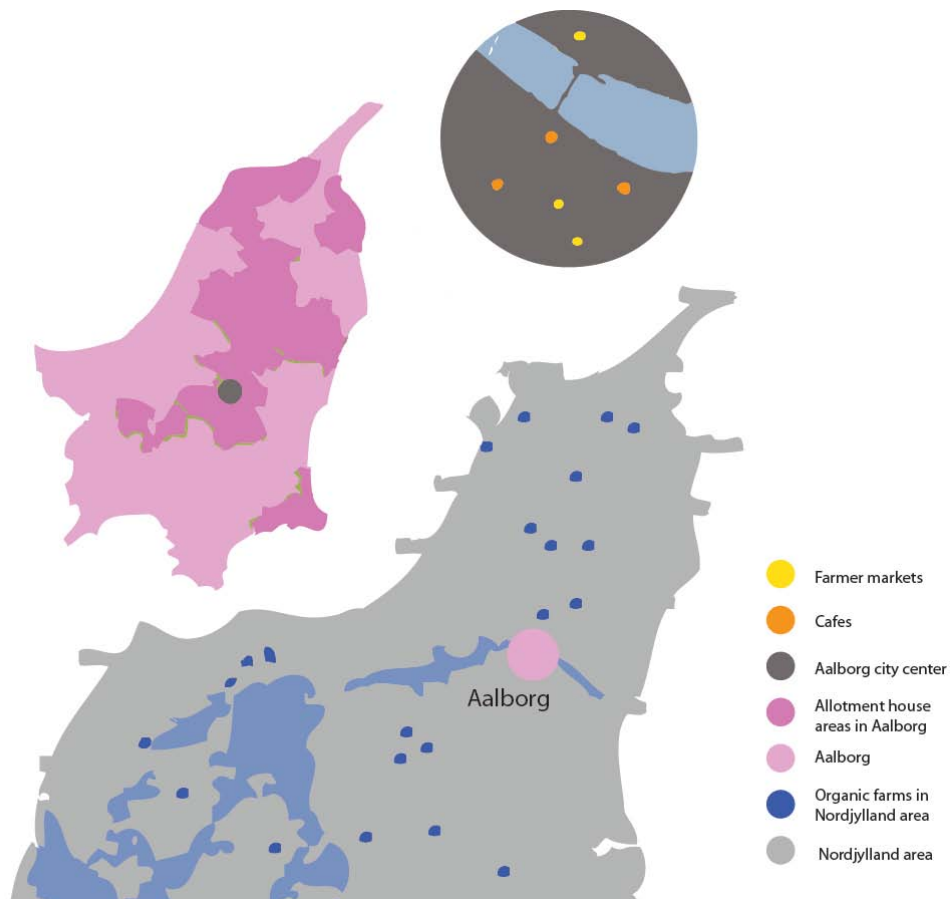 Aalborg
Farmer markets
Cafes
Aalborg city center
Allotment house
areas in Aalborg
Aalborg
Organic farms in
Nordjylland area
Nordjylland area